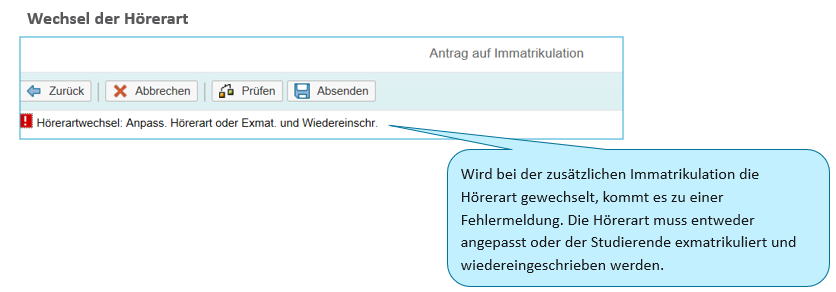 Wechsel der Hörerart
Antrag auf Immatrikulation
Zurück Abbrechen Prüfen Absenden
Hörerartwechsel: Anpass. Hörerart oder Exmat. und Wiedereinschr.
Wird bei der zusätzlichen Immatrikulation die
Hörerart gewechselt, kommt es zu einer
Fehlermeldung. Die Hörerart muss entweder
angepasst oder der Studierende exmatrikuliert und
wiedereingeschrieben werden.